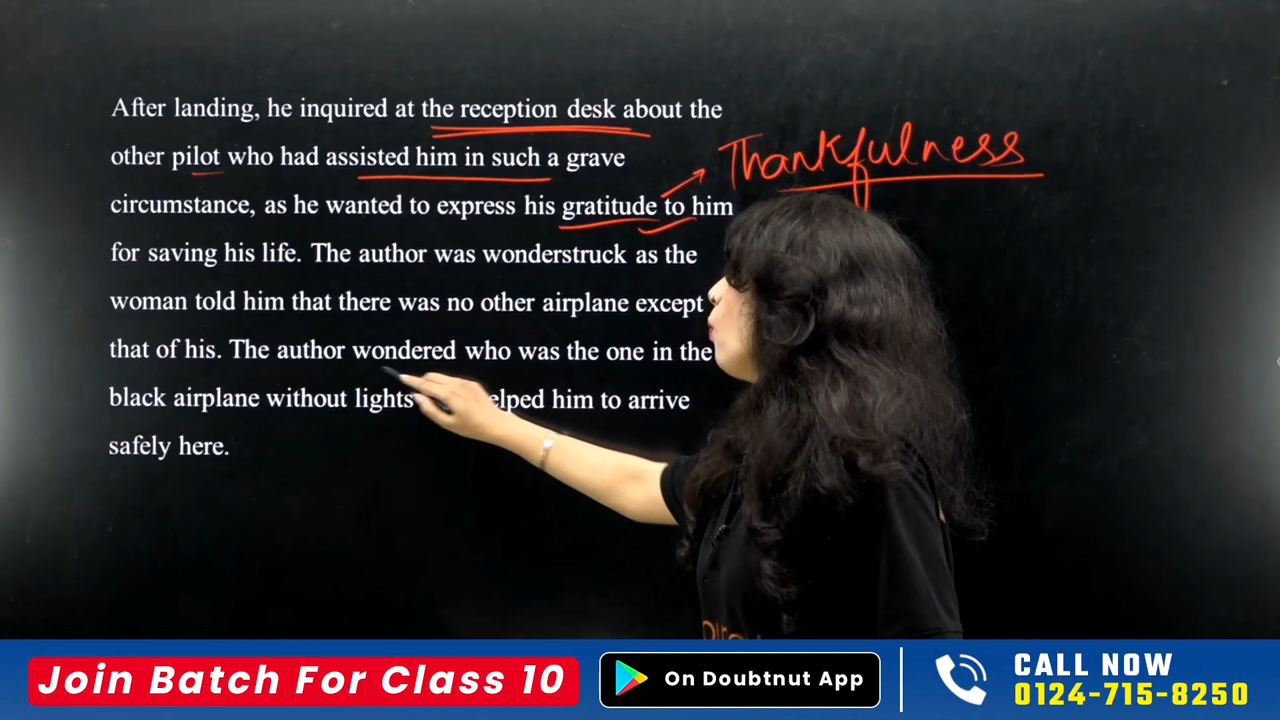 After landing, he inquired at the reception desk about the
other pilot who had assisted him in such a grave
Thankfulness
circumstance, as he wanted to express his gratitude to him
for saving his life. The author was wonderstruck as the
woman told him that there was no other airplane except
that of his. The author wondered who was the one in the
black airplane without lights him to arrive
safely here.
Join Batch For Class 10
On Doubtnut App
CALL NOW
0124-715-8250